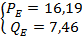 {P_E = 16,19
{Q_E = 7,46